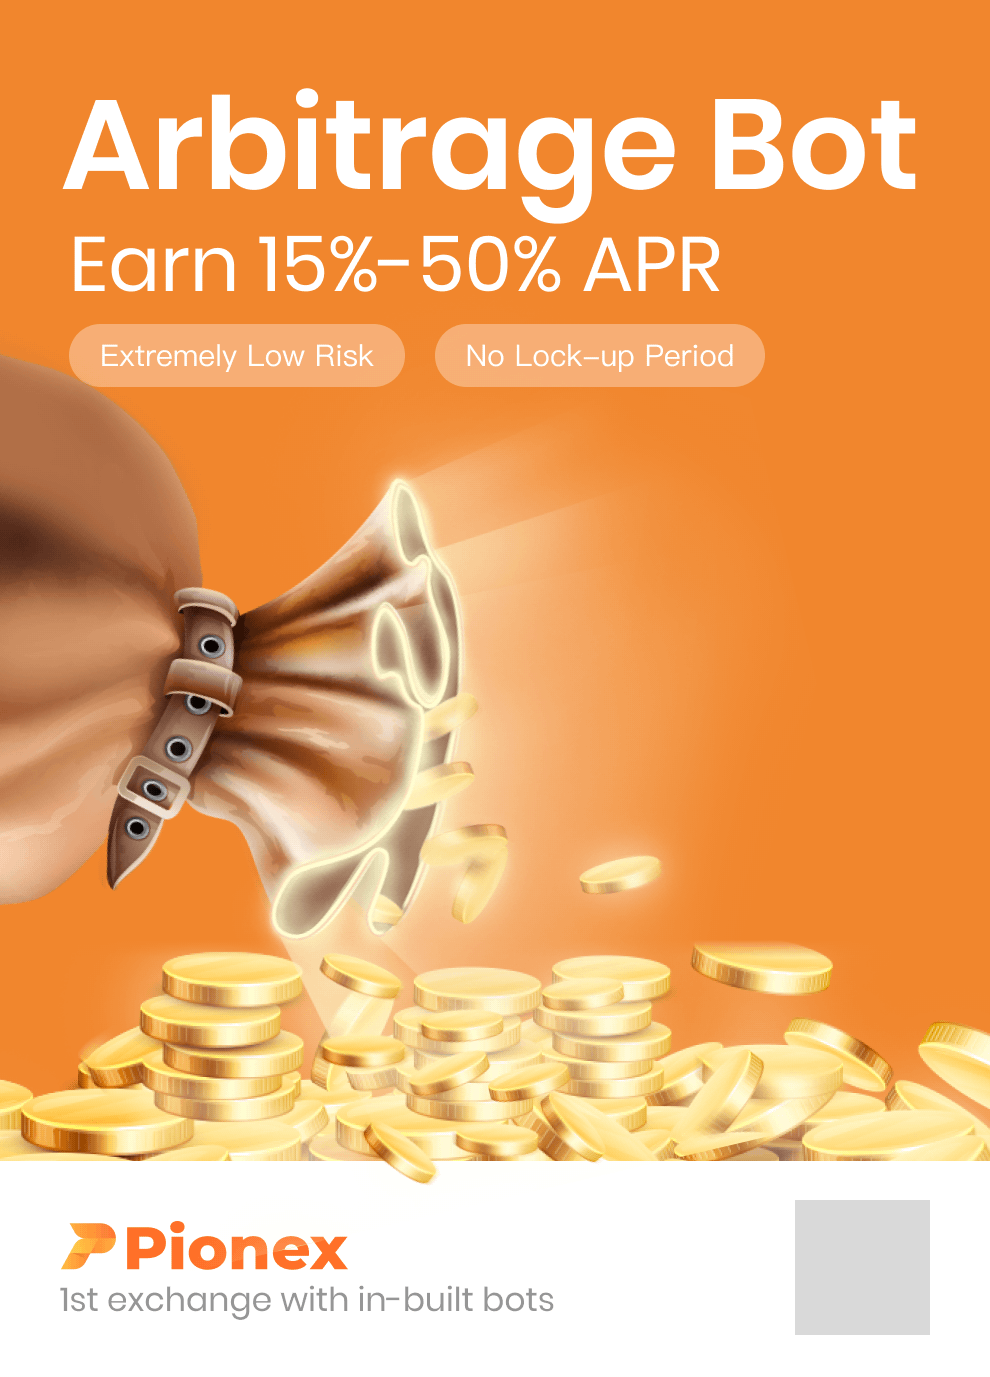 Arbitrage Bot
Earn 15%-50% APR
Extremely Low Risk
No Lock-up Period
Pionex
1st exchange with in-built bots